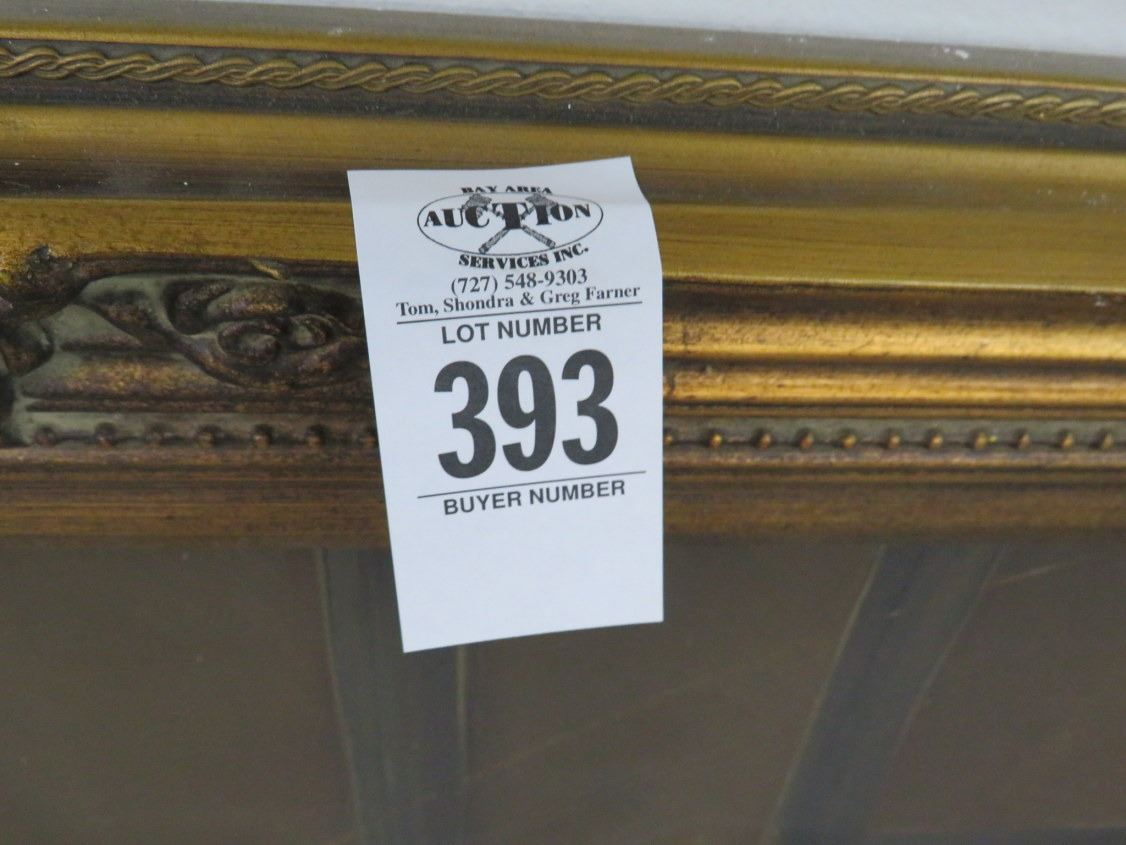 BAY AREA
AUCTION
SERVICES INC.
(727) 548-9303
Tom, Shondra & Greg Farner
LOT NUMBER
393
BUYER NUMBER